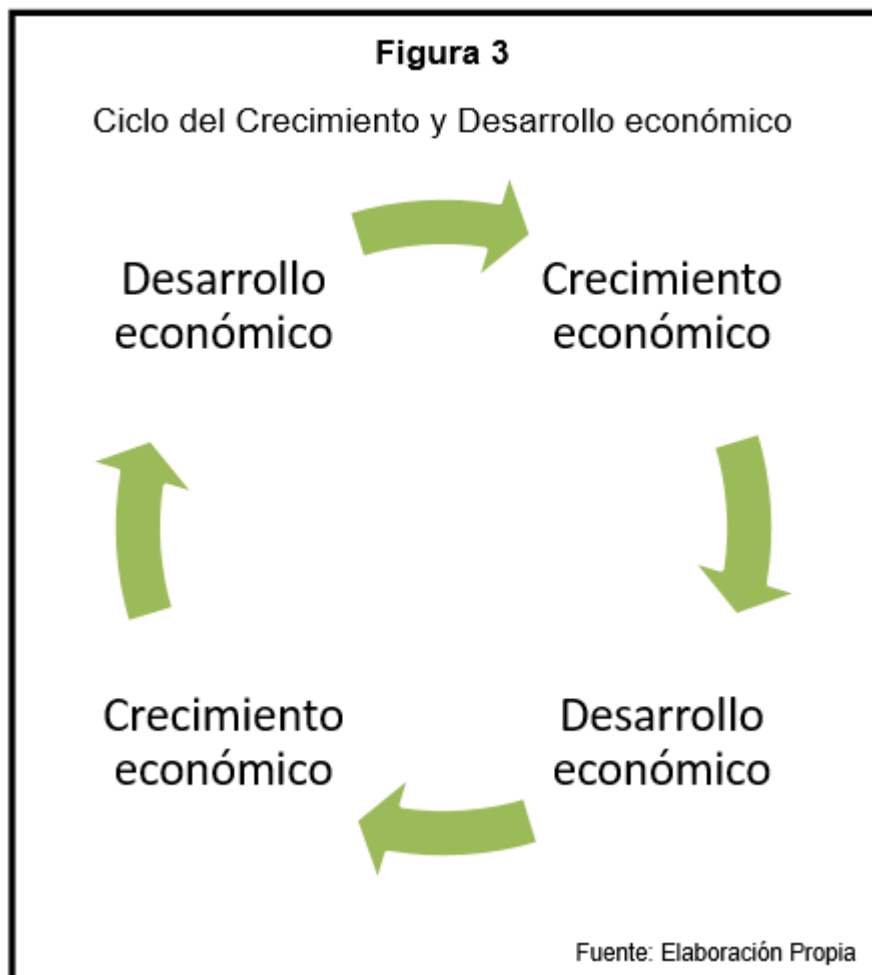 Figura 3
Ciclo del Crecimiento y Desarrollo económico
Desarrollo
económico
Crecimiento
económico
Crecimiento
económico
Desarrollo
económico
Fuente: Elaboración Propia